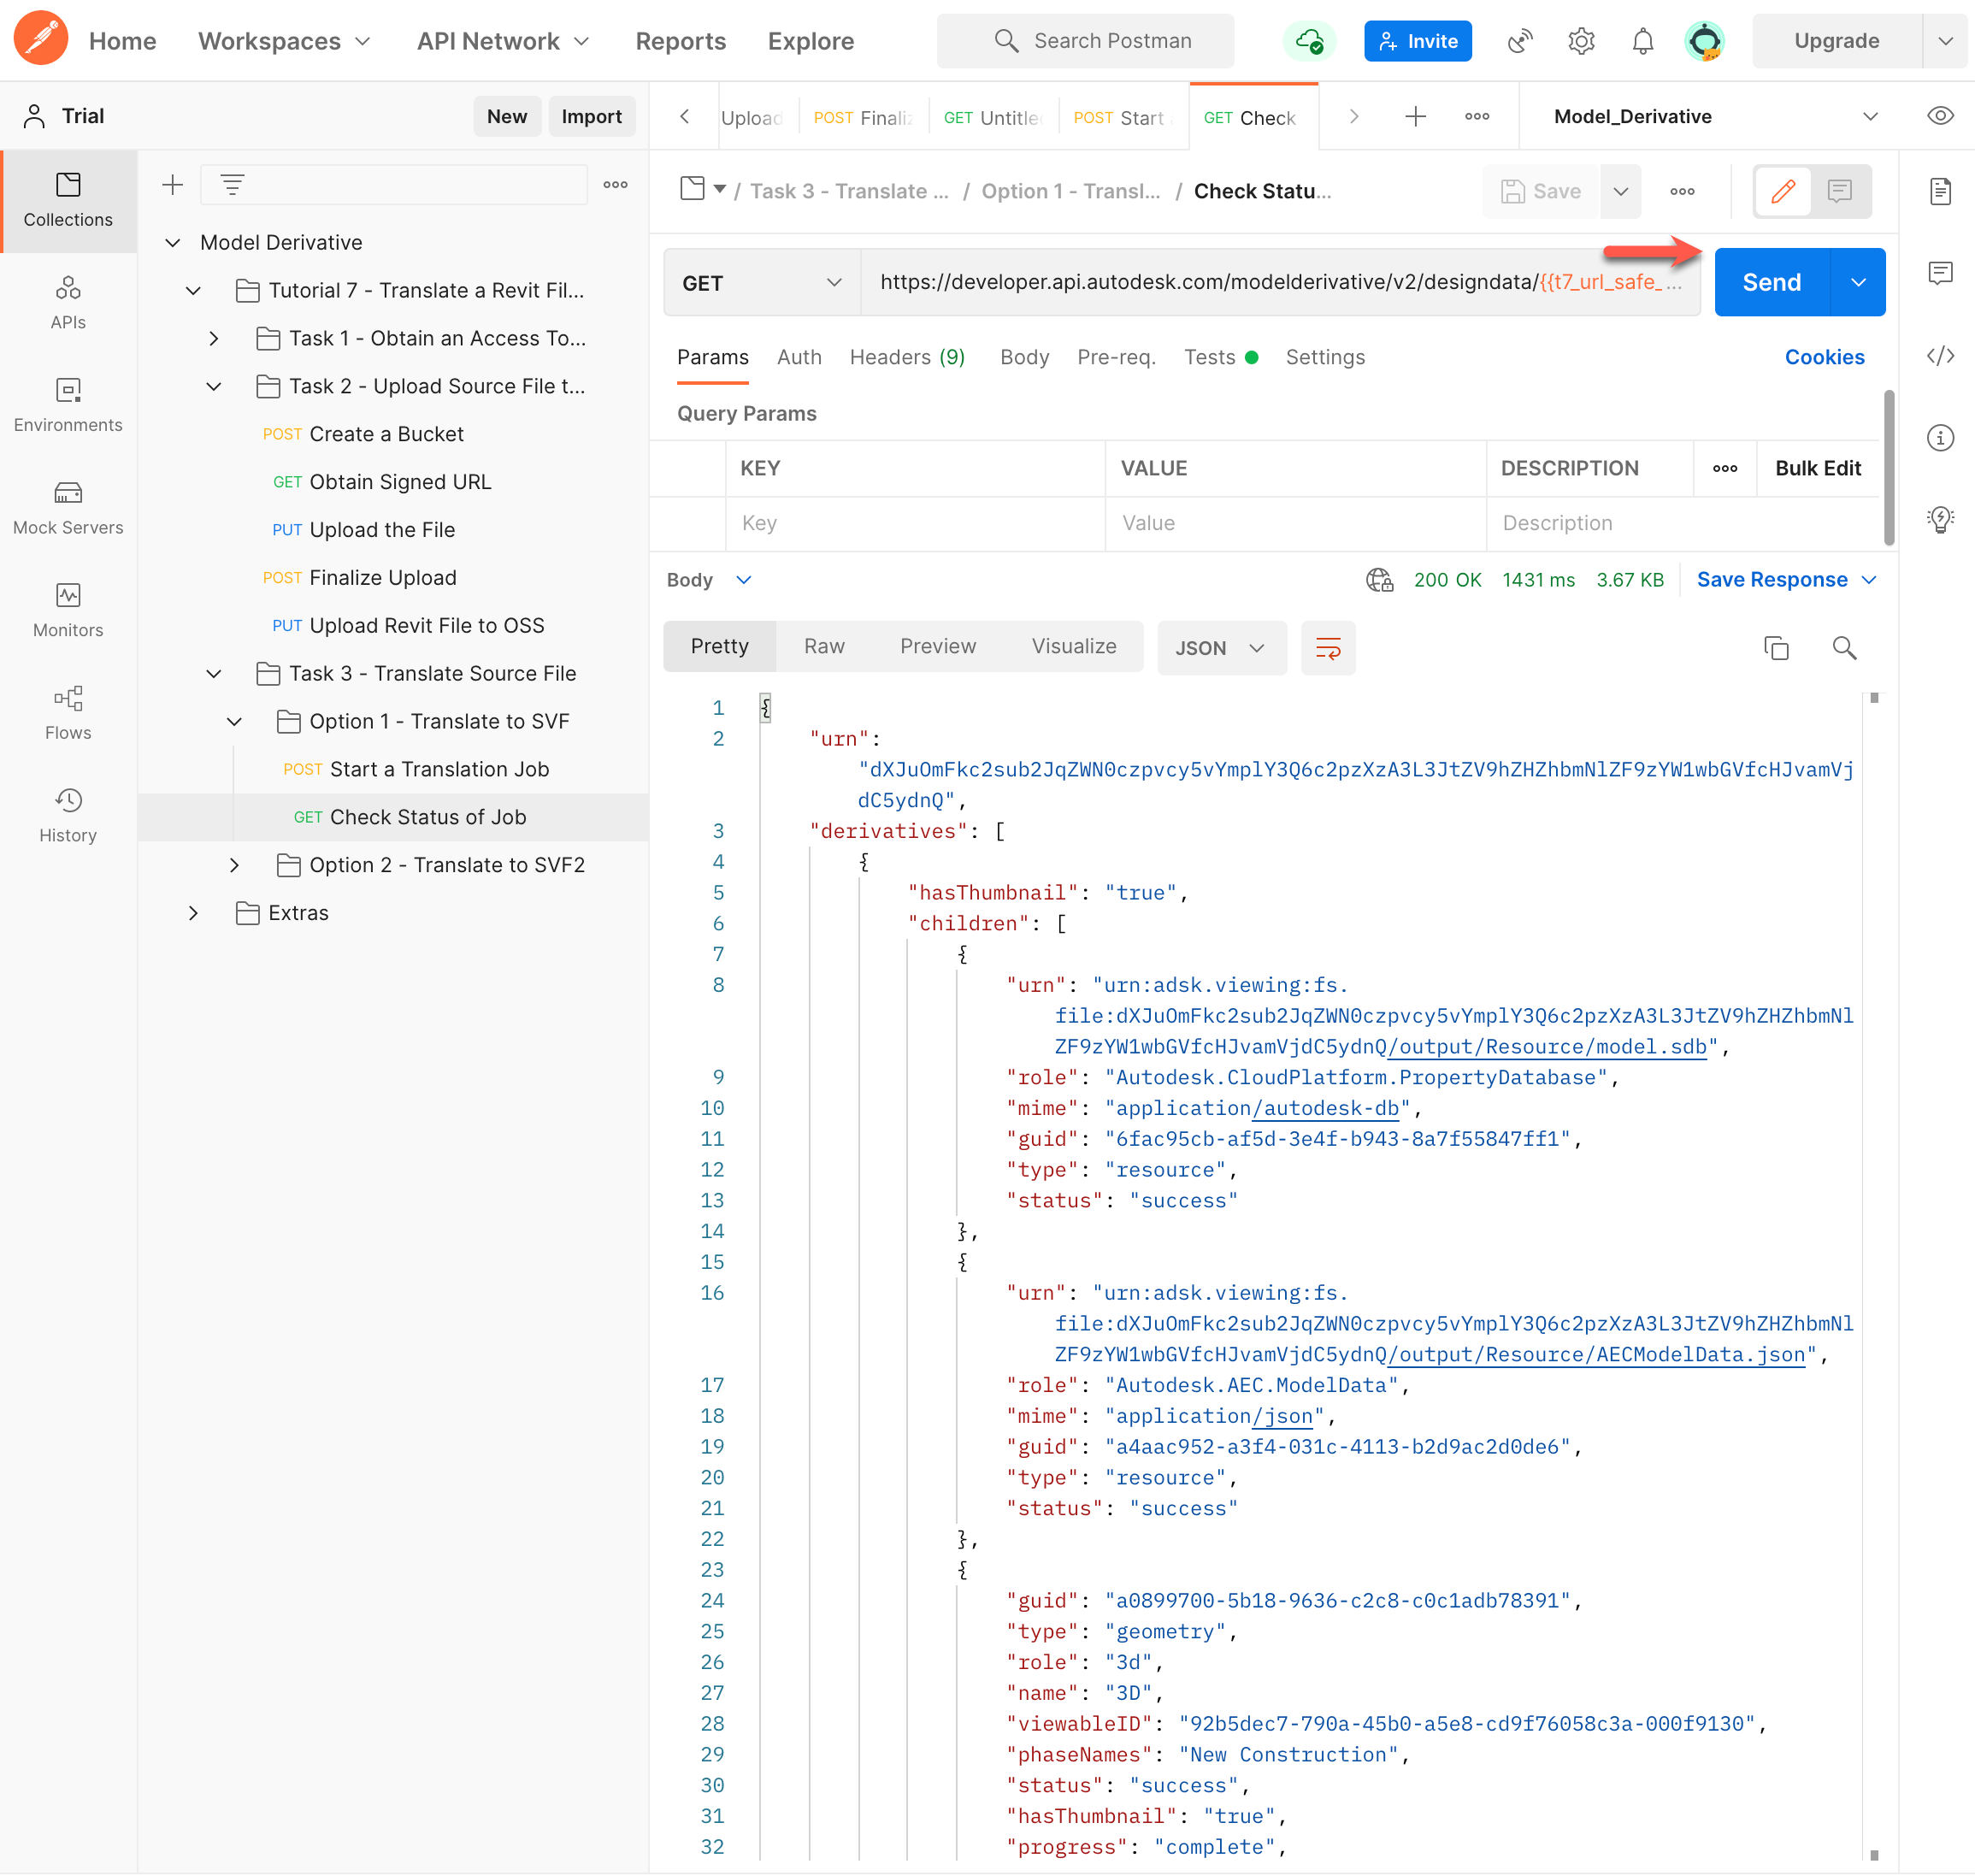 Home
Workspaces
API Network
Reports
Explore
Search Postman
Invite
Upgrade
Trial
New
Import
Upload
POST Finaliz
GET Untitle
POST Start
GET Check
Model_Derivative
Collections
APIs
Environments
Mock Servers
Monitors
Flows
History
Model Derivative
Tutorial 7 - Translate a Revit Fil...
Task 1 - Obtain an Access To...
Task 2 - Upload Source File t...
POST Create a Bucket
GET Obtain Signed URL
PUT Upload the File
POST Finalize Upload
PUT Upload Revit File to OSS
Task 3 - Translate Source File
Option 1 - Translate to SVF
POST Start a Translation Job
GET Check Status of Job
Option 2 - Translate to SVF2
Extras
/ Task 3 - Translate ... / Option 1 - Transl... / Check Statu...
Save
GET
https://developer.api.autodesk.com/modelderivative/v2/designdata/{{t7_url_safe_ ...
Send
Params Auth Headers (9) Body Pre-req. Tests Settings
Cookies
Query Params
KEY VALUE DESCRIPTION Bulk Edit
Key Value Description
Body
200 OK 1431 ms 3.67 KB Save Response
Pretty Raw Preview Visualize JSON
1 {
2 "urn":
"dXJuOmFkc2sub2JqZWN0czpvcy5vYmplY3Q6c2pzXzA3L3JtZV9hZHZhbmNlZF9zYW1wbGVfcHJvamVj
dC5ydnQ",
3 "derivatives": [
4 {
5 "hasThumbnail": "true",
6 "children": [
7 {
8 "urn": "urn:adsk.viewing:fs.
file:dXJuOmFkc2sub2JqZWN0czpvcy5vYmplY3Q6c2pzXzA3L3JtZV9hZHZhbmNl
ZF9zYW1wbGVfcHJvamVjdC5ydnQ/output/Resource/model.sdb",
9 "role": "Autodesk.CloudPlatform.PropertyDatabase",
10 "mime": "application/autodesk-db",
11 "guid": "6fac95cb-af5d-3e4f-b943-8a7f55847ff1",
12 "type": "resource",
13 "status": "success"
14 },
15 {
16 "urn": "urn:adsk.viewing:fs.
file:dXJuOmFkc2sub2JqZWN0czpvcy5vYmplY3Q6c2pzXzA3L3JtZV9hZHZhbmNl
ZF9zYW1wbGVfcHJvamVjdC5ydnQ/output/Resource/AECModelData.json",
17 "role": "Autodesk.AEC.ModelData",
18 "mime": "application/json",
19 "guid": "a4aac952-a3f4-031c-4113-b2d9ac2d0de6",
20 "type": "resource",
21 "status": "success"
22 },
23 {
24 "guid": "a0899700-5b18-9636-c2c8-c0c1adb78391",
25 "type": "geometry",
26 "role": "3d",
27 "name": "3D",
28 "viewableID": "92b5dec7-790a-45b0-a5e8-cd9f76058c3a-000f9130",
29 "phaseNames": "New Construction",
30 "status": "success",
31 "hasThumbnail": "true",
32 "progress": "complete",